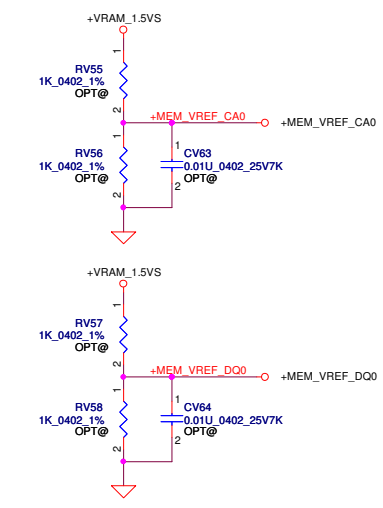 +VRAM_1.5VS
1
RV55
1K_0402_1%
OPT@
2
+MEM_VREF_CA0
+MEM_VREF_CA0
1
1
RV56
1K_0402_1%
OPT@
CV63
0.01U_0402_25V7K
OPT@
2
2
+VRAM_1.5VS
1
RV57
1K_0402_1%
OPT@
2
+MEM_VREF_DQ0
+MEM_VREF_DQ0
1
1
RV58
1K_0402_1%
OPT@
CV64
0.01U_0402_25V7K
OPT@
2
2